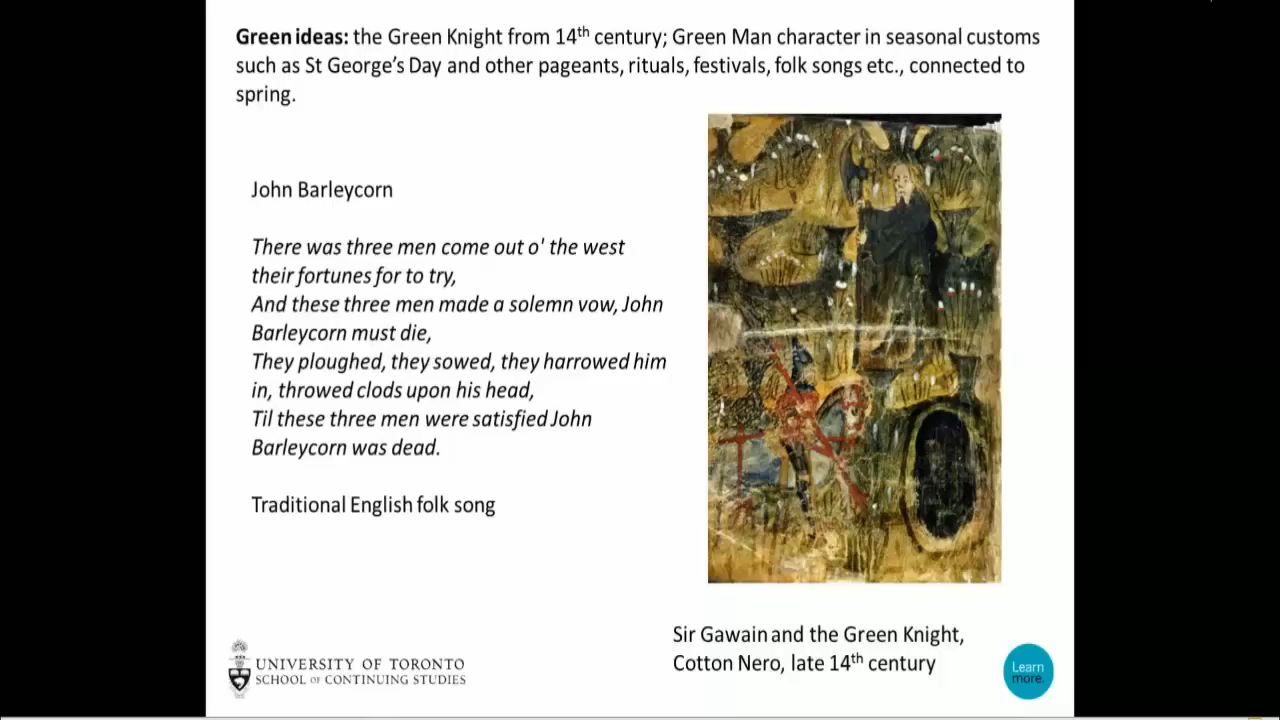 Green ideas: the Green Knight from 14th century; Green Man character in seasonal customs
such as St George's Day and other pageants, rituals, festivals, folk songs etc., connected to
spring.
John Barleycorn
There was three men come out o' the west
their fortunes for to try,
And these three men made a solemn vow, John
Barleycorn must die,
They ploughed, they sowed, they harrowed him
in, throwed clods upon his head,
Til these three men were satisfied John
Barleycorn was dead.
Traditional English folk song
Sir Gawain and the Green Knight,
Cotton Nero, late 14th century
UNIVERSITY OF TORONTO
SCHOOL OF CONTINUING STUDIES
Learn
more.